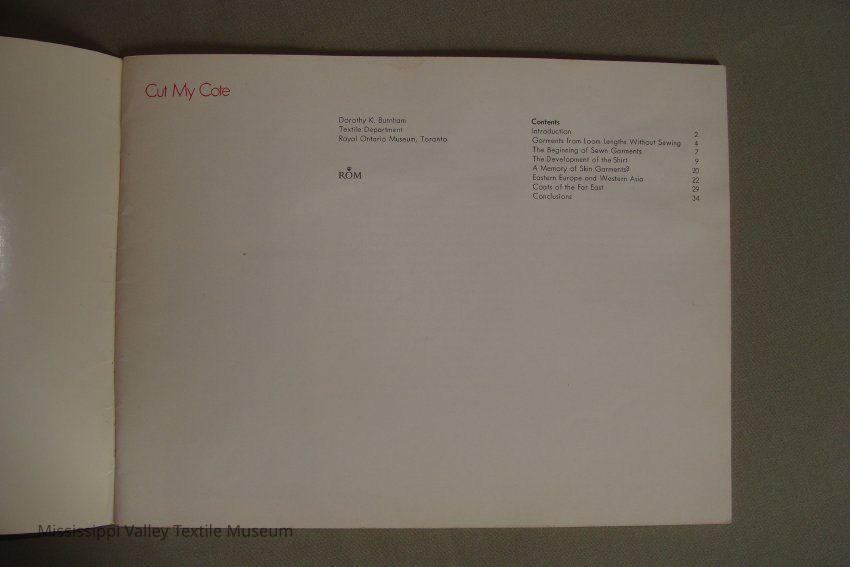 Cut My Cote
Dorothy K. Burnham
Textile Department
Royal Ontario Museum, Toronto
ROM
Contents
Introduction 2
Garments from Loom Lengths Without Sewing 4
The Beginning of Sewn Garments 7
The Development of the Shirt 9
A Memory of Skin Garments? 20
Eastern Europe and Western Asia 22
Coats of the Far East 29
Conclusions 34
Mississippi Valley Textile Museum